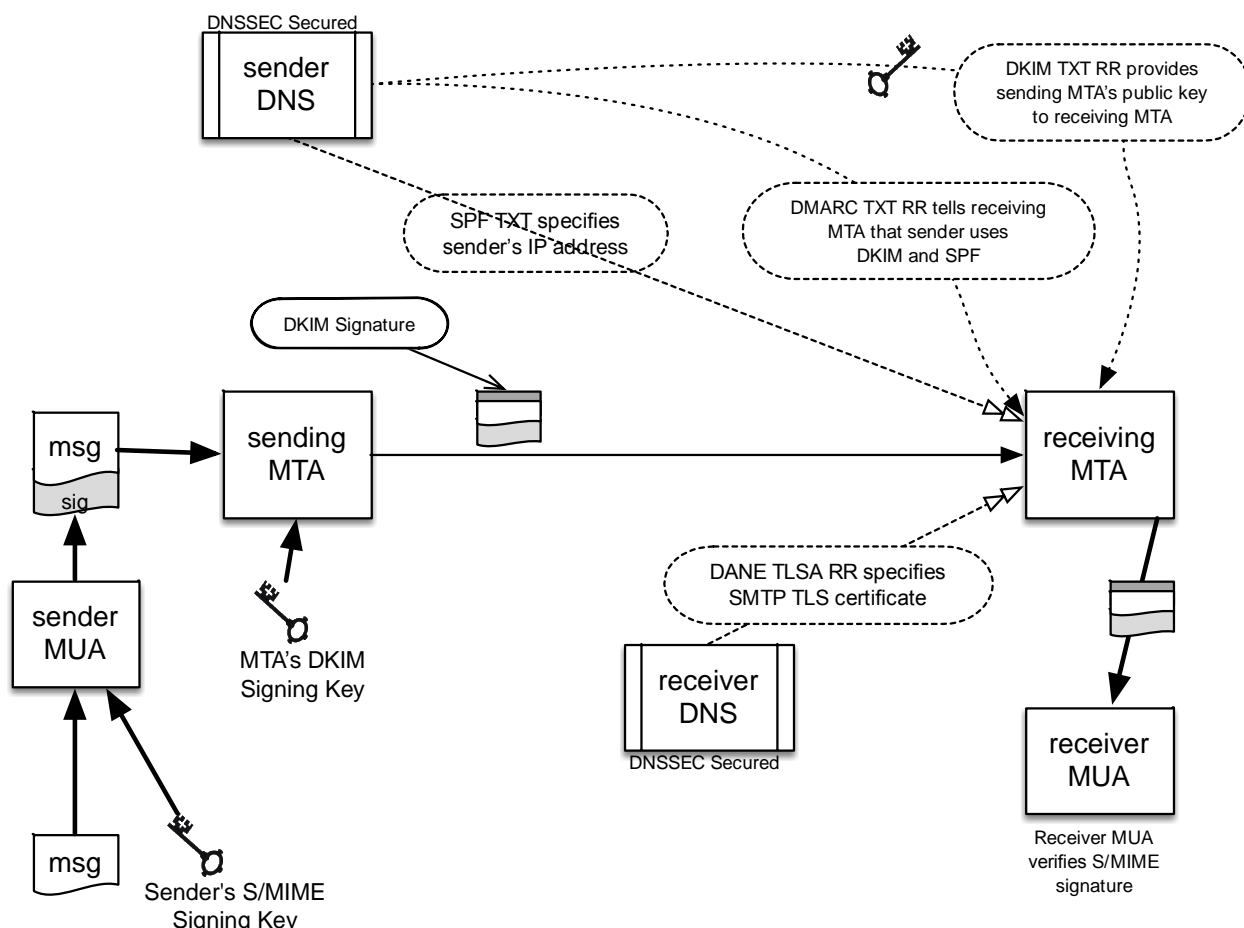 DNSSEC Secured
sender
DNS
DKIM TXT RR provides
sending MTA's public key
to receiving MTA
SPF TXT specifies
sender's IP address
DMARC TXT RR tells receiving
MTA that sender uses
DKIM and SPF
DKIM Signature
msg
sig
sending
MTA
receiving
MTA
sender
MUA
MTA's DKIM
Signing Key
DANE TLSA RR specifies
SMTP TLS certificate
receiver
DNS
DNSSEC Secured
receiver
MUA
Receiver MUA
verifies S/MIME
signature
msg
Sender's S/MIME
Signing Key